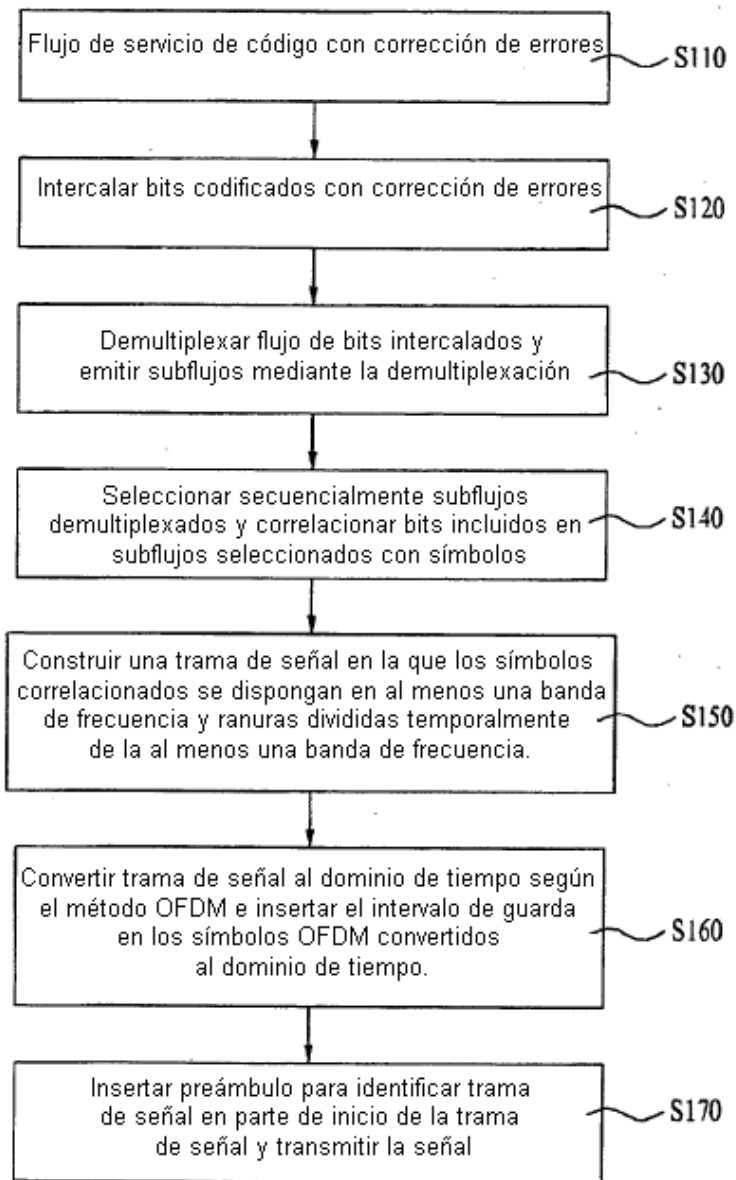 Flujo de servicio de código con corrección de errores
S110
Intercalar bits codificados con corrección de errores
S120
Demultiplexar flujo de bits intercalados y
emitir subflujos mediante la demultiplexación
S130
Seleccionar secuencialmente subflujos
demultiplexados y correlacionar bits incluidos en
subflujos seleccionados con símbolos
S140
Construir una trama de señal en la que los símbolos
correlacionados se dispongan en al menos una banda
de frecuencia y ranuras divididas temporalmente
de la al menos una banda de frecuencia.
S150
Convertir trama de señal al dominio de tiempo según
el método OFDM e insertar el intervalo de guarda
en los símbolos OFDM convertidos
al dominio de tiempo.
S160
Insertar preámbulo para identificar trama
de señal en parte de inicio de la trama
de señal y transmitir la señal
S170